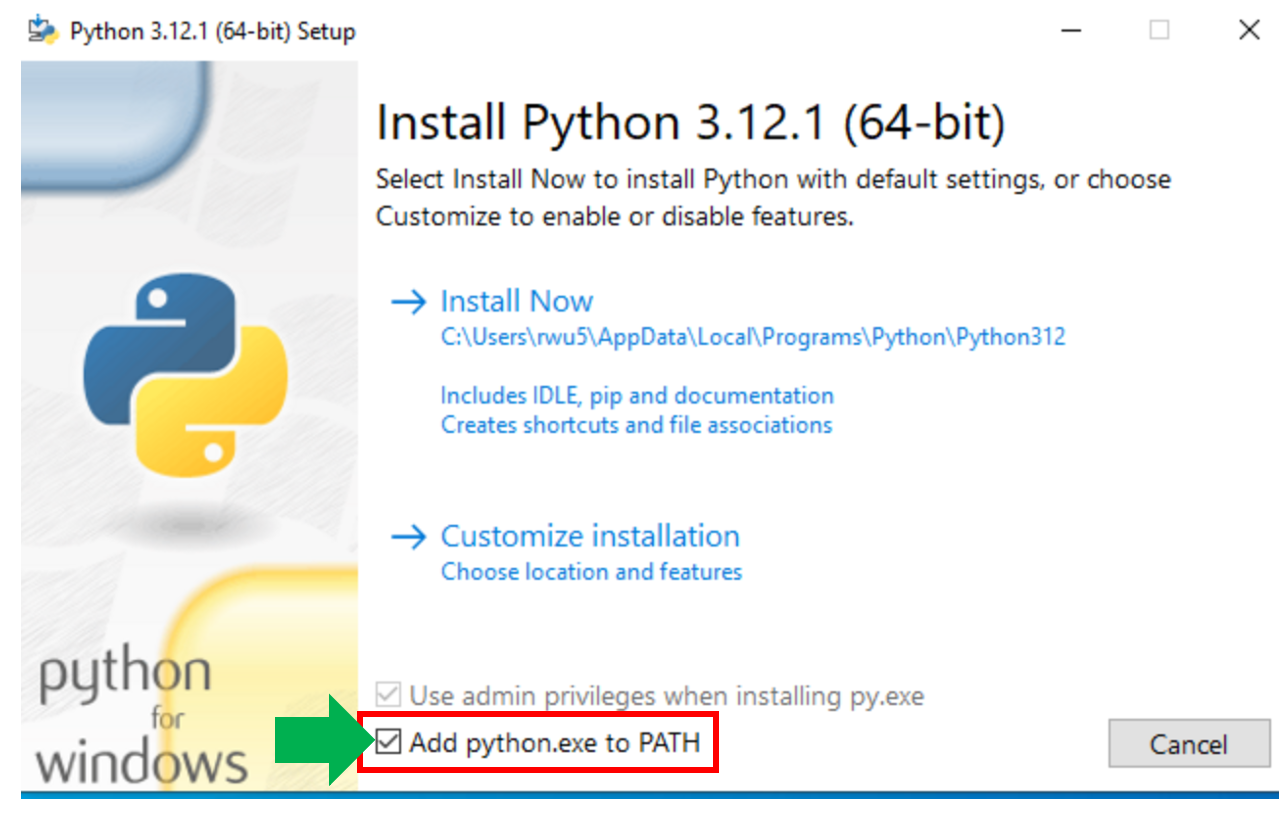 Python 3.12.1 (64-bit) Setup
Install Python 3.12.1 (64-bit)
Select Install Now to install Python with default settings, or choose
Customize to enable or disable features.
Install Now
C:\Users\rwu5\AppData\Local\Programs\Python\Python312
Includes IDLE, pip and documentation
Creates shortcuts and file associations
Customize installation
Choose location and features
python
for
windows
Use admin privileges when installing py.exe
Add python.exe to PATH
Cancel